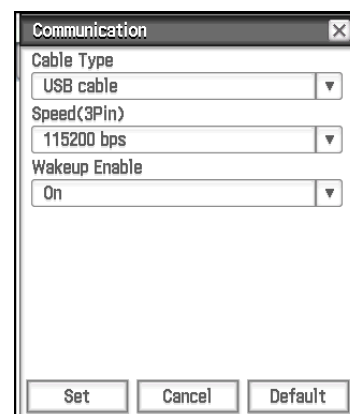 Communication
Cable Type
USB cable
Speed(3Pin)
115200 bps
Wakeup Enable
On
Set Cancel Default